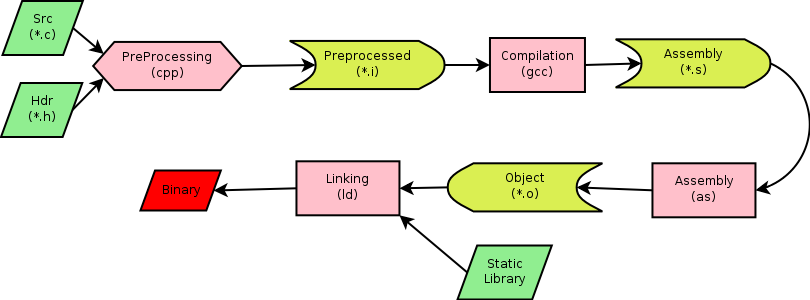 Src
(*.c)
Hdr
(*.h)
PreProcessing
(cpp)
Preprocessed
(*.i)
Compilation
(gcc)
Assembly
(*.s)
Assembly
(as)
Object
(*.o)
Linking
(ld)
Binary
Static
Library